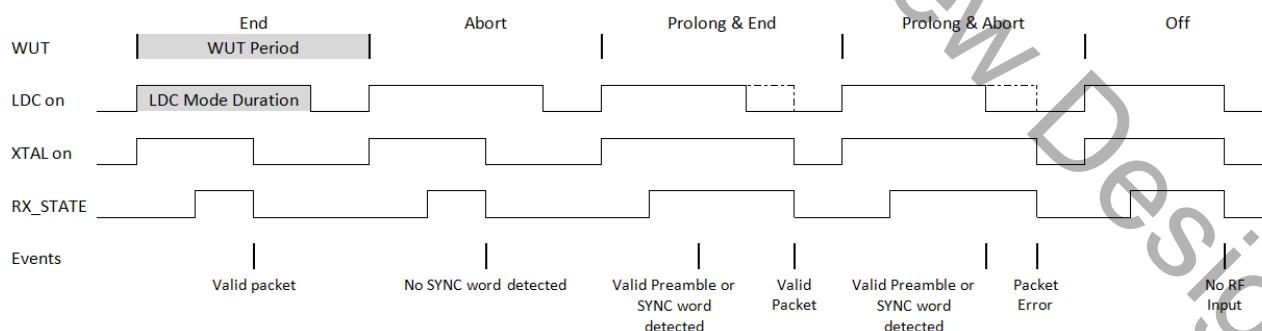 End Abort Prolong & End Prolong & Abort Off
WUT WUT Period
LDC on LDC Mode Duration
XTAL on
RX_STATE
Events
Valid packet No SYNC word detected Valid Preamble or Valid Valid Preamble or Packet No RF
SYNC word Packet SYNC word Error Input
detected detected
ew Desig